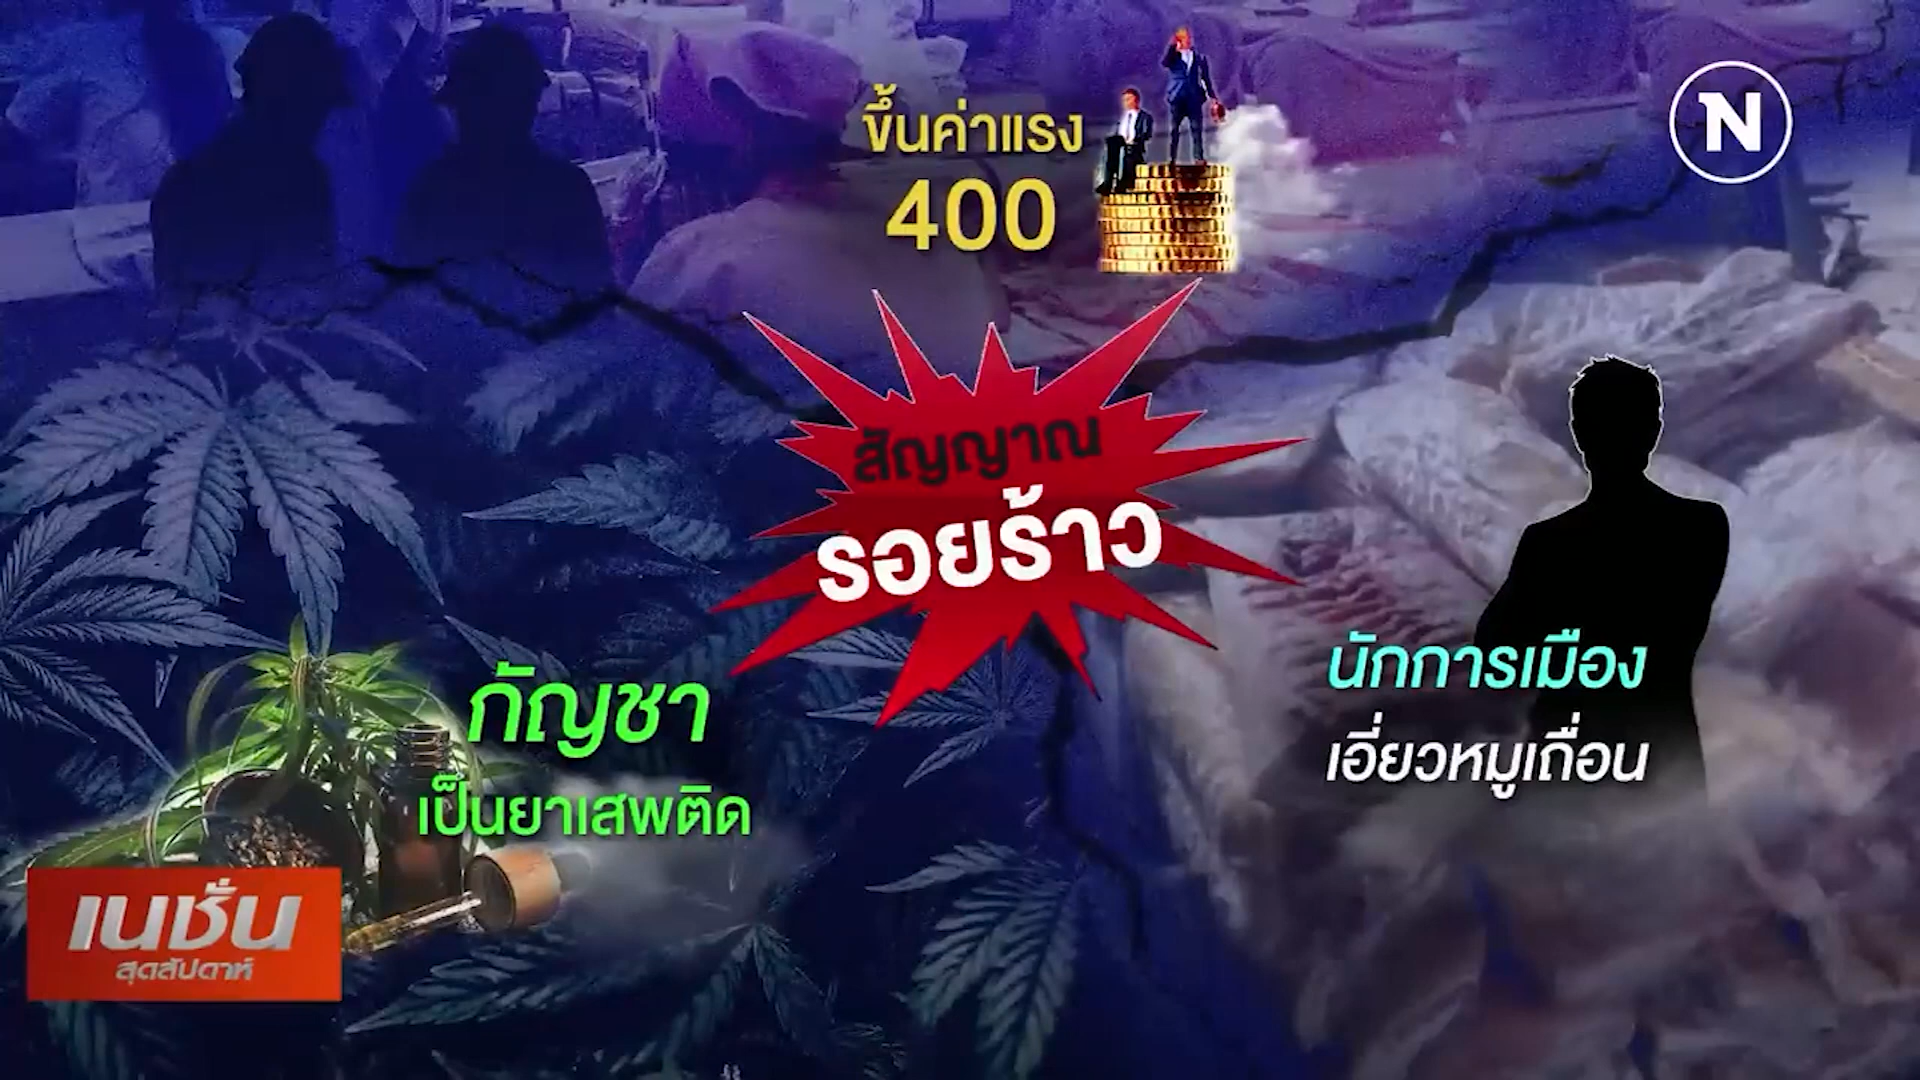 ขึ้นค่าแรง
400
N
สัญญาณ
รอยร้าว
กัญชา
เป็นยาเสพติด
นักการเมือง
เอี่ยวหมูเถื่อน
เนชั่น
สุดสัปดาห์